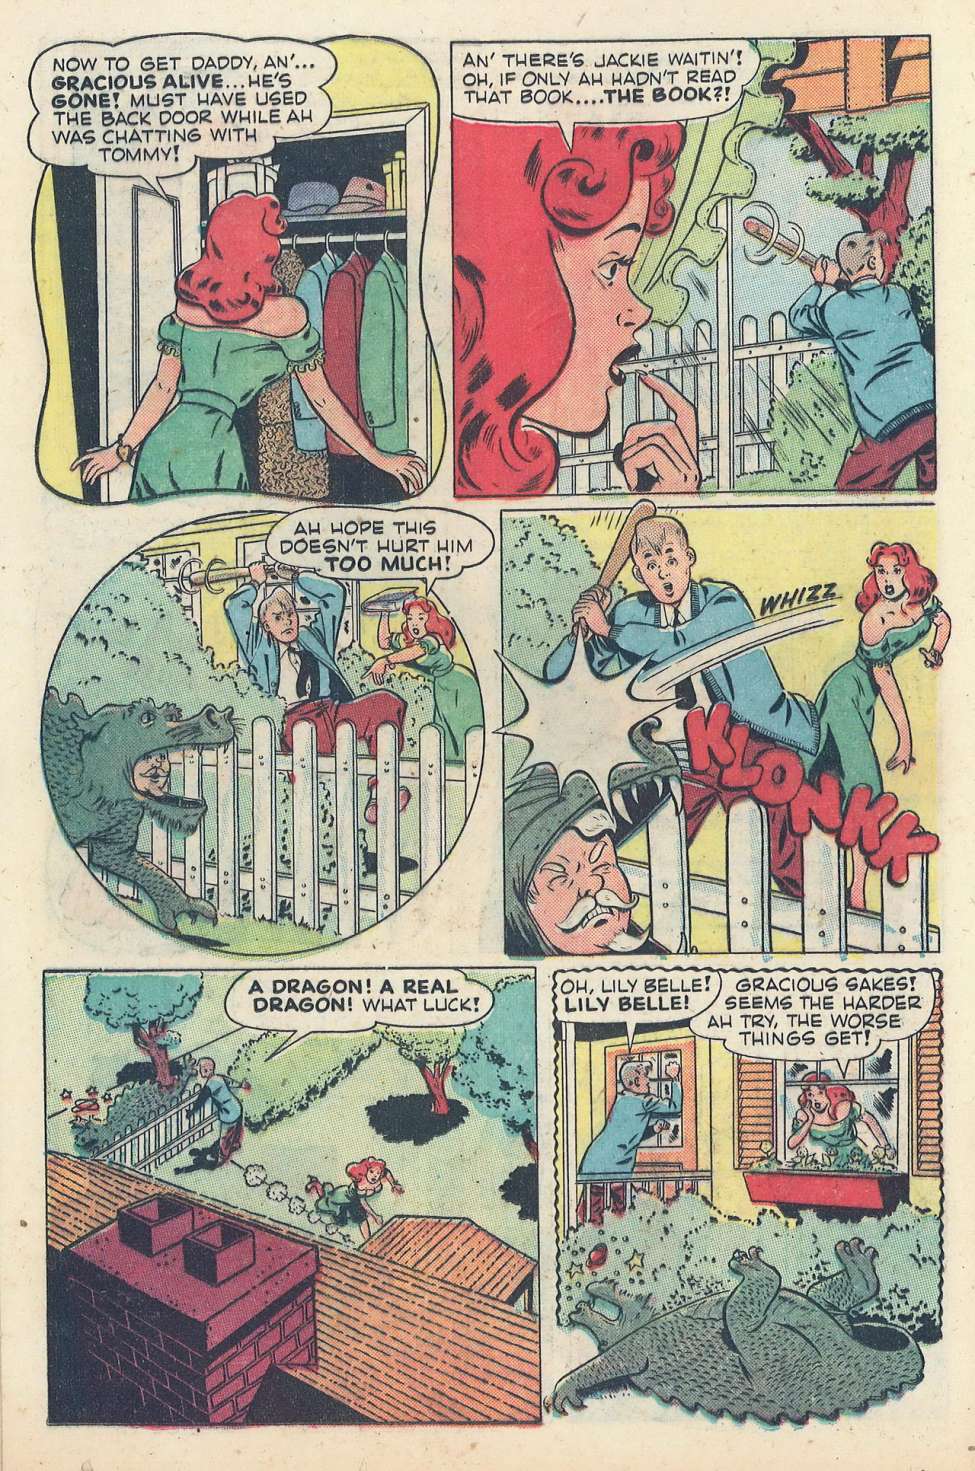 NOW TO GET DADDY, AN'...
GRACIOUS ALIVE...HE'S
GONE! MUST HAVE USED
THE BACK DOOR WHILE AH
WAS CHATTING WITH
TOMMY!
AN' THERE'S JACKIE WAITIN'!
OH, IF ONLY AH HADN'T READ
THAT BOOK....THE BOOK?!
AH HOPE THIS
DOESN'T HURT HIM
TOO MUCH!
WHIZZ
KLONKK
A DRAGON! A REAL
DRAGON! WHAT LUCK!
OH, LILY BELLE!
LILY BELLE!
GRACIOUS SAKES!
SEEMS THE HARDER
AH TRY, THE WORSE
THINGS GET!